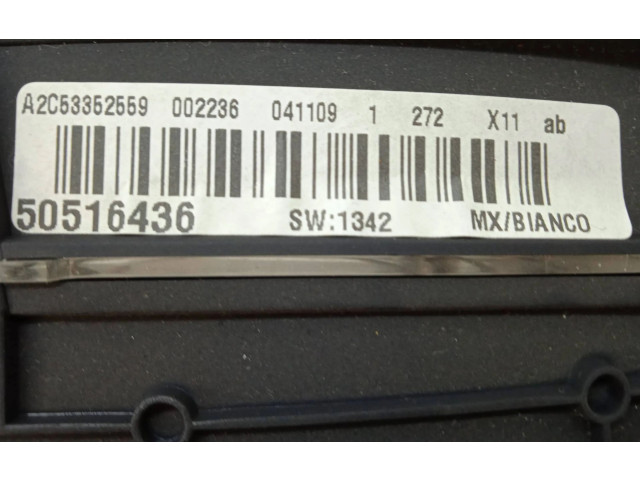 A2C53352559 002236 041109 1 272 X11 ab
50516436 SW:1342 MX/BIANCO